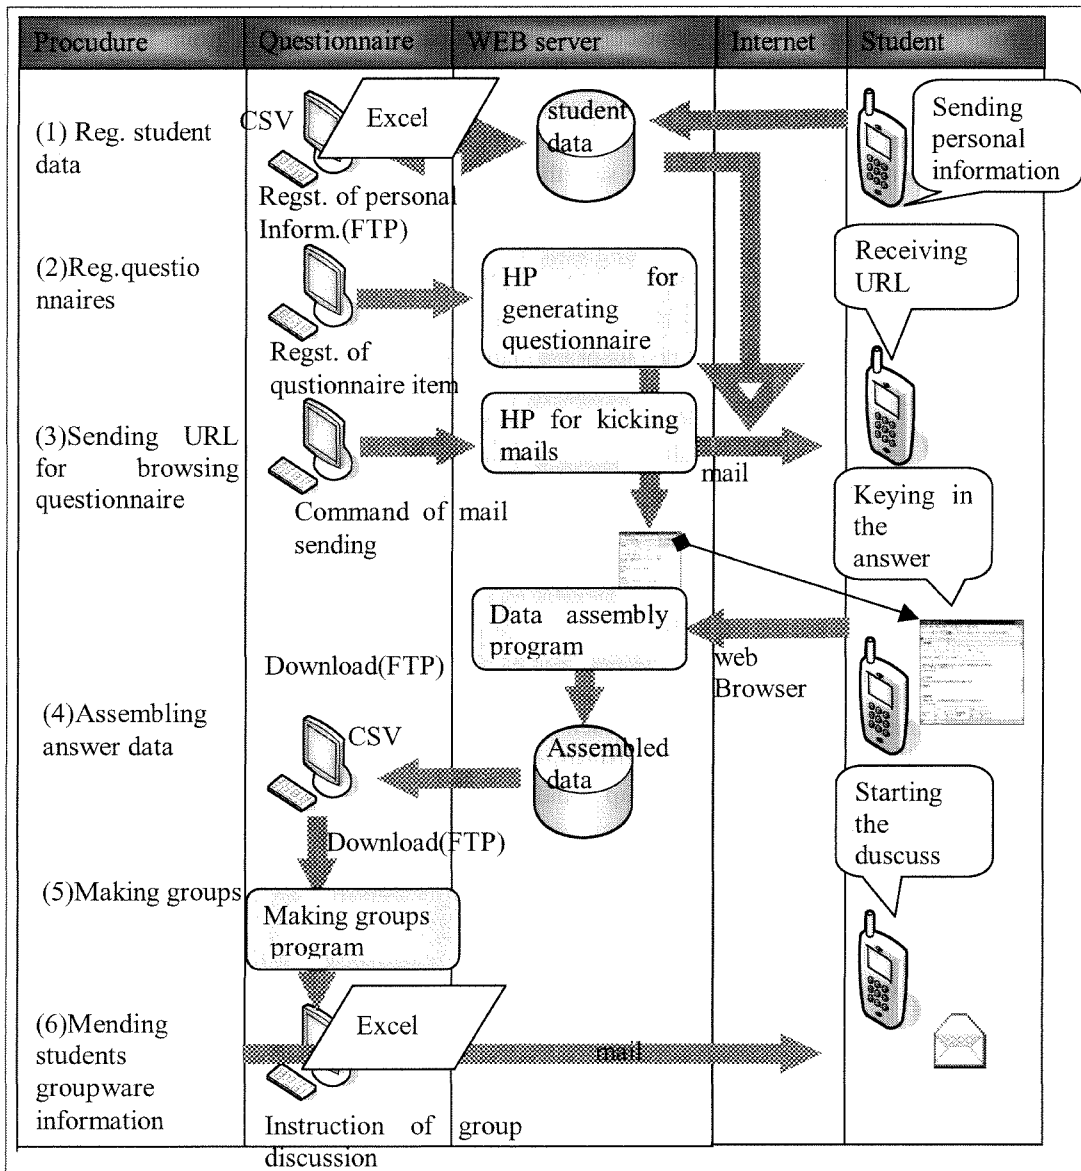 Procudure Questionnaire WEB server Internet Student
(1) Reg. student
data
CSV
Excel
student
data
Sending
personal
information
Regst. of personal
Inform.(FTP)
(2)Reg.questio
nnaires
HP for
generating
questionnaire
Receiving
URL
Regst. of
qustionnaire item
(3)Sending URL
for browsing
questionnaire
HP for kicking
mails
mail
Command of mail
sending
Keying in
the
answer
Data assembly
program
web
Browser
Download(FTP)
(4)Assembling
answer data
CSV
Assembled
data
Starting
the
duscuss
Download(FTP)
(5)Making groups
Making groups
program
(6)Mending
students
groupware
information
Excel
mail
Instruction of group
discussion